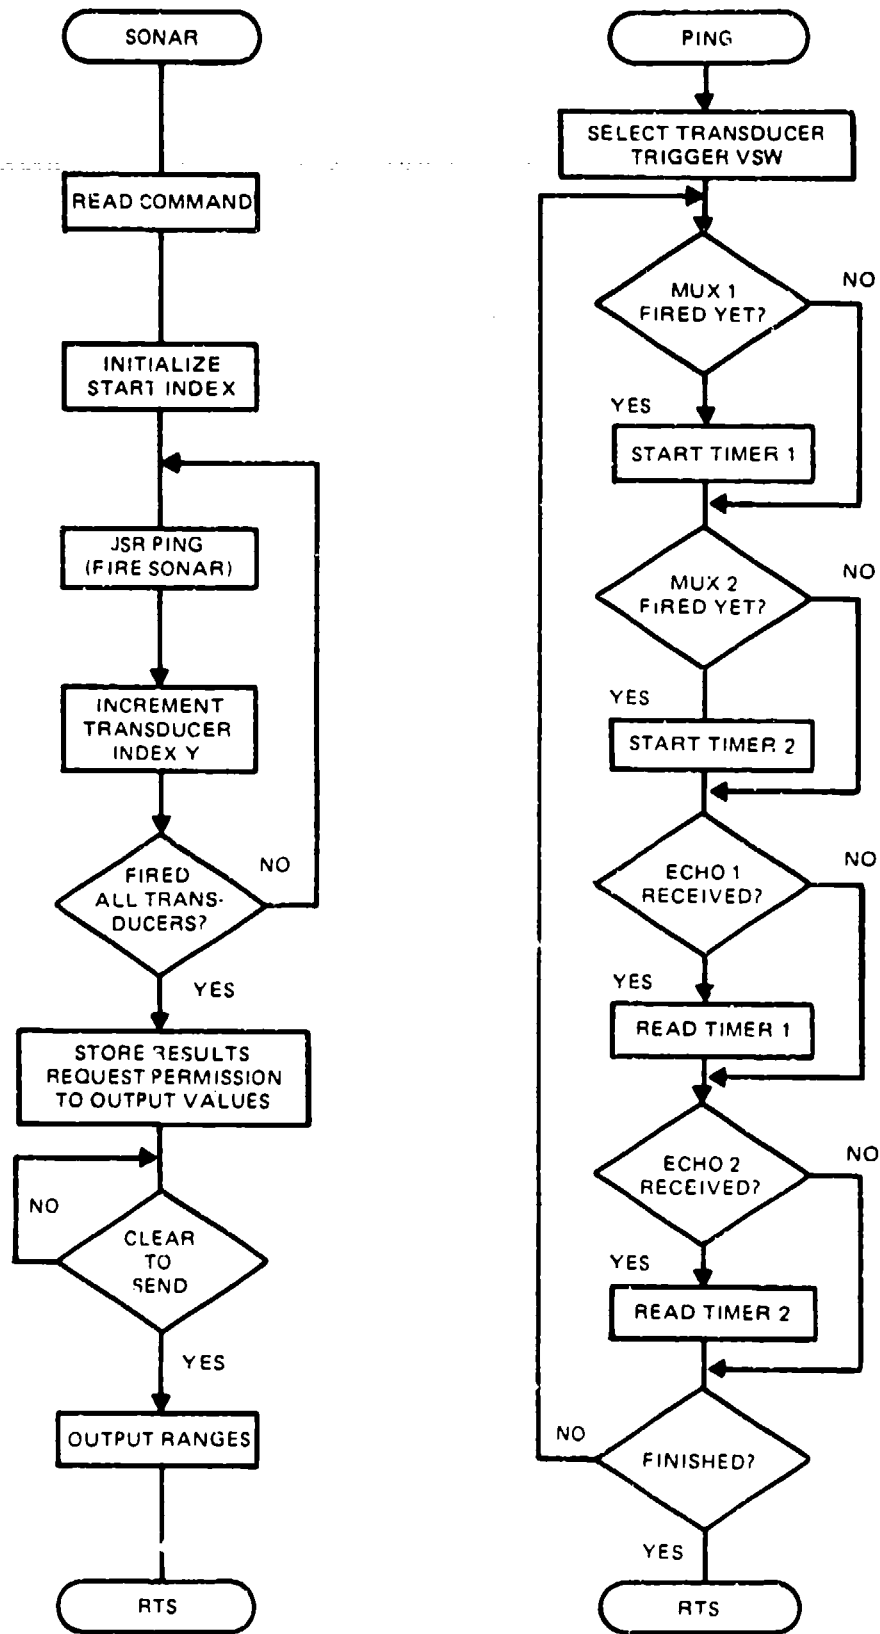 SONAR
READ COMMAND
INITIALIZE
START INDEX
JSR PING
(FIRE SONAR)
INCREMENT
TRANSDUCER
INDEX Y
FIRED
ALL TRANS-
DUCERS?
NO
YES
STORE RESULTS
REQUEST PERMISSION
TO OUTPUT VALUES
NO
CLEAR
TO
SEND
YES
OUTPUT RANGES
RTS
PING
SELECT TRANSDUCER
TRIGGER VSW
MUX 1
FIRED YET?
NO
YES
START TIMER 1
MUX 2
FIRED YET?
NO
YES
START TIMER 2
ECHO 1
RECEIVED?
NO
YES
READ TIMER 1
ECHO 2
RECEIVED?
NO
YES
READ TIMER 2
NO
FINISHED?
YES
RTS